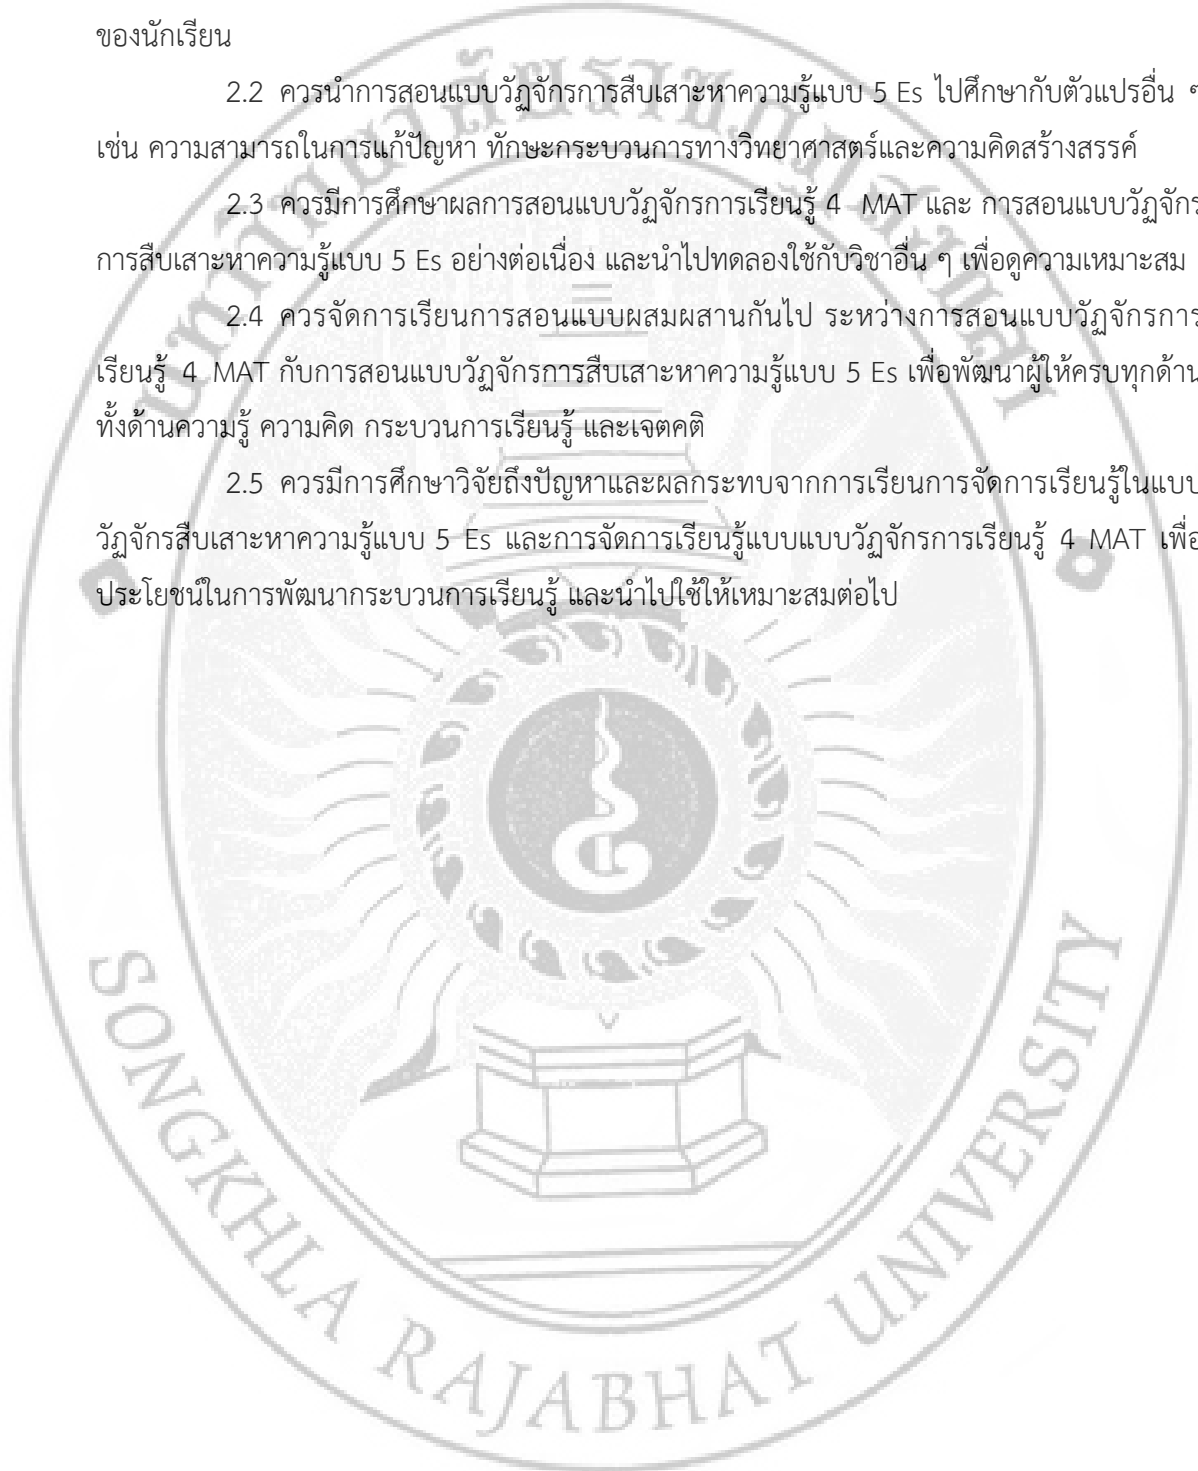 ของนักเรียน
2.2 ควรนำการสอนแบบวัฏจักรการสืบเสาะหาความรู้แบบ 5 Es ไปศึกษากับตัวแปรอื่น ๆ
เช่น ความสามารถในการแก้ปัญหา ทักษะกระบวนการทางวิทยาศาสตร์และความคิดสร้างสรรค์
2.3 ควรมีการศึกษาผลการสอนแบบวัฏจักรการเรียนรู้ 4 MAT และ การสอนแบบวัฏจักร
การสืบเสาะหาความรู้แบบ 5 Es อย่างต่อเนื่อง และนำไปทดลองใช้กับวิชาอื่น ๆ เพื่อดูความเหมาะสม
2.4 ควรจัดการเรียนการสอนแบบผสมผสานกันไป ระหว่างการสอนแบบวัฏจักรการ
เรียนรู้ 4 MAT กับการสอนแบบวัฏจักรการสืบเสาะหาความรู้แบบ 5 Es เพื่อพัฒนาผู้ให้ครบทุกด้าน
ทั้งด้านความรู้ ความคิด กระบวนการเรียนรู้ และเจตคติ
2.5 ควรมีการศึกษาวิจัยถึงปัญหาและผลกระทบจากการเรียนการจัดการเรียนรู้ในแบบ
วัฏจักรสืบเสาะหาความรู้แบบ 5 Es และการจัดการเรียนรู้แบบแบบวัฏจักรการเรียนรู้ 4 MAT เพื่อ
ประโยชน์ในการพัฒนากระบวนการเรียนรู้ และนำไปใช้ให้เหมาะสมต่อไป
มหาวิทยาลัยราชภัฏสงขลา
SONGKHLA RAJABHAT UNIVERSITY